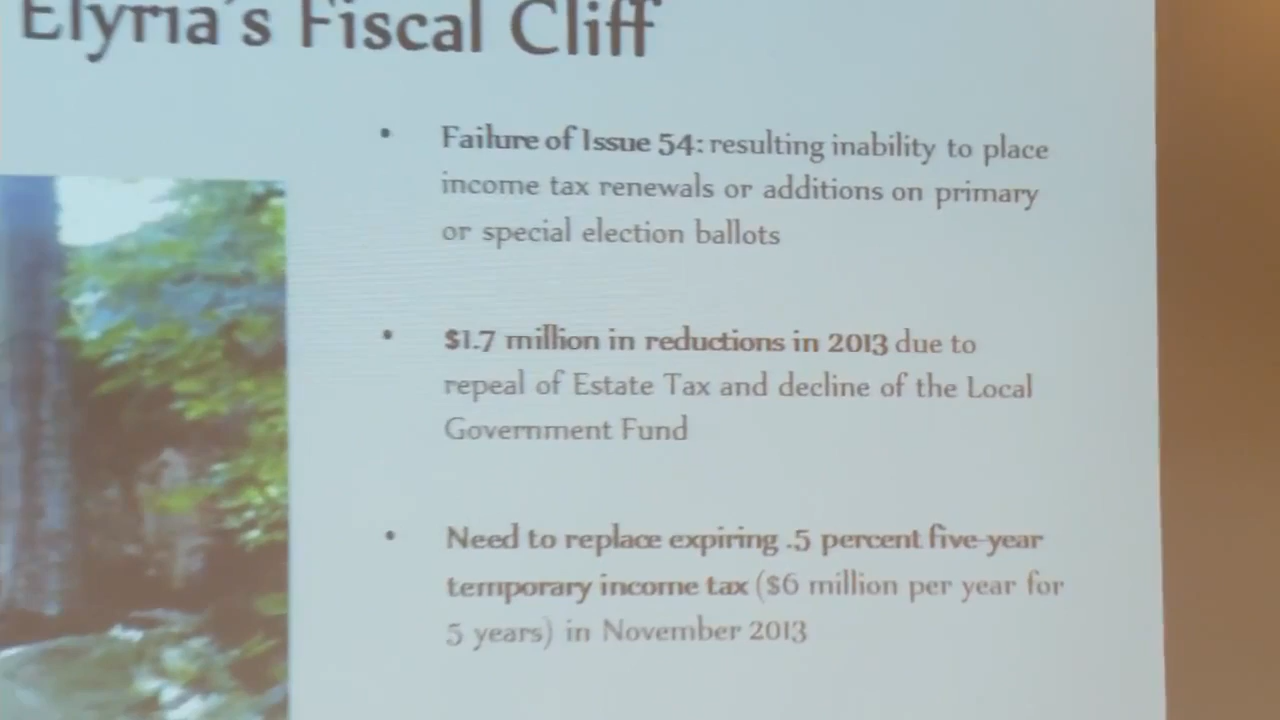 Elyria's Fiscal Cliff
• Failure of Issue 54: resulting inability to place
income tax renewals or additions on primary
or special election ballots
• $1.7 million in reductions in 2013 due to
repeal of Estate Tax and decline of the Local
Government Fund
• Need to replace expiring .5 percent five-year
temporary income tax ($6 million per year for
5 years) in November 2013